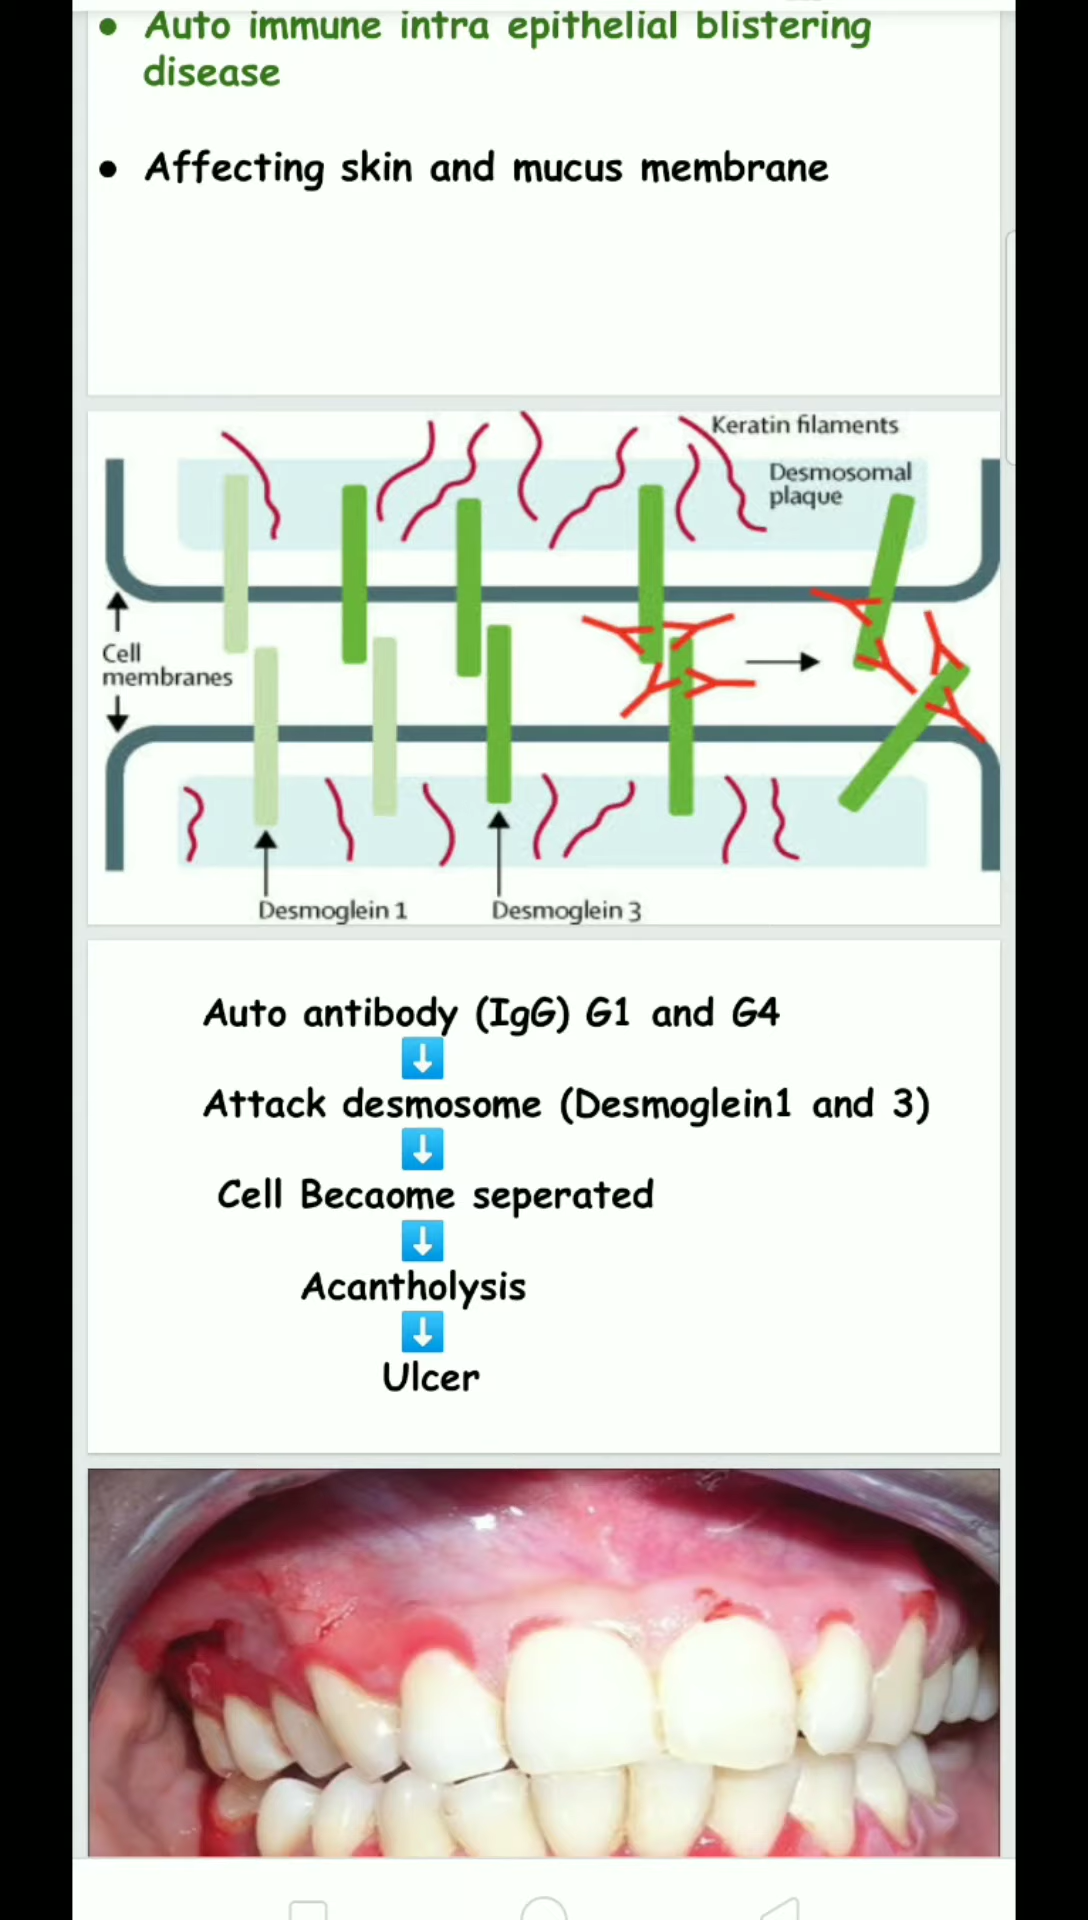 • Auto immune intra epithelial blistering
disease
• Affecting skin and mucus membrane
Keratin filaments
Desmosomal
plaque
Cell
membranes
Desmoglein 1
Desmoglein 3
Auto antibody (IgG) G1 and G4
Attack desmosome (Desmoglein1 and 3)
Cell Becaome seperated
Acantholysis
Ulcer